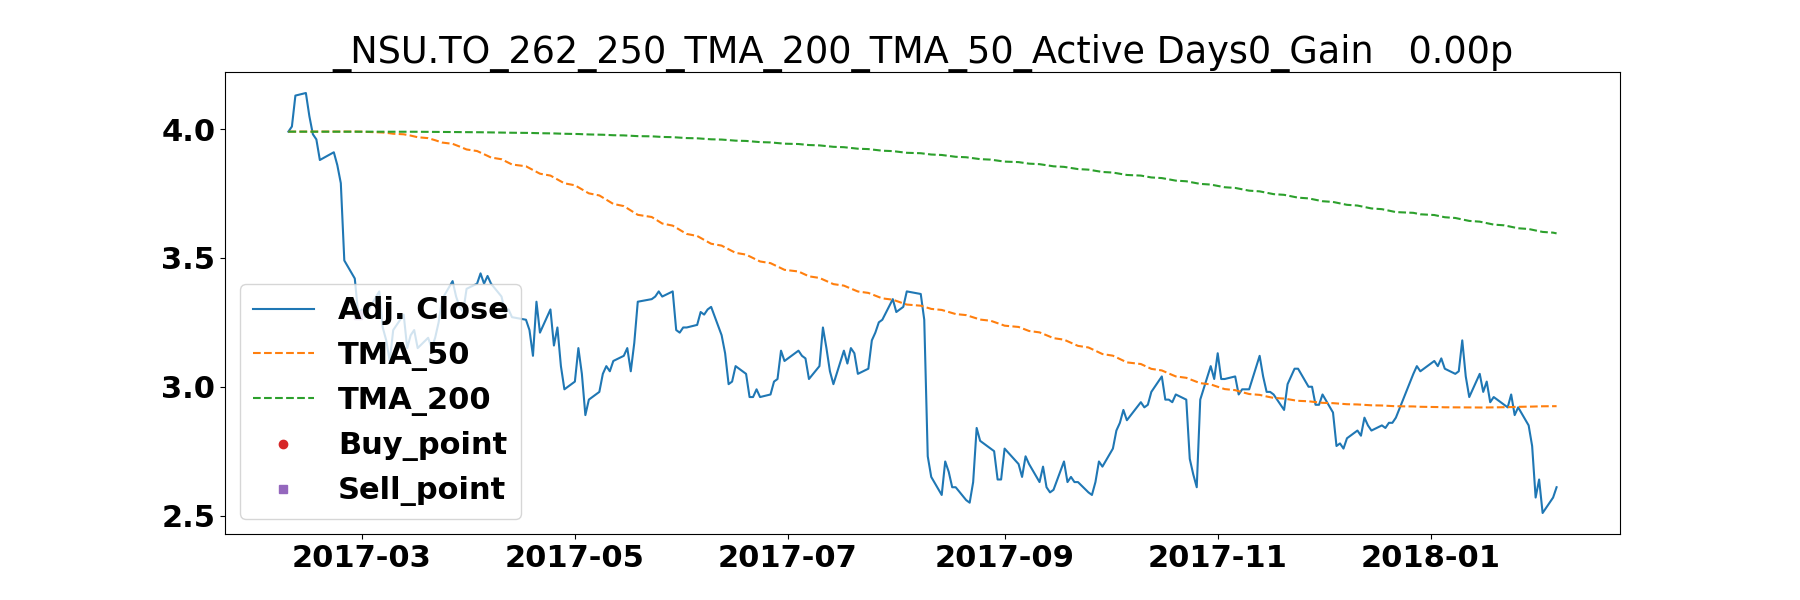 _NSU.TO_262_250_TMA_200_TMA_50_Active Days0_Gain   0.00p
4.0
3.5
3.0
2.5
Adj. Close
TMA_50
TMA_200
Buy_point
Sell_point
2017-03 2017-05 2017-07 2017-09 2017-11 2018-01